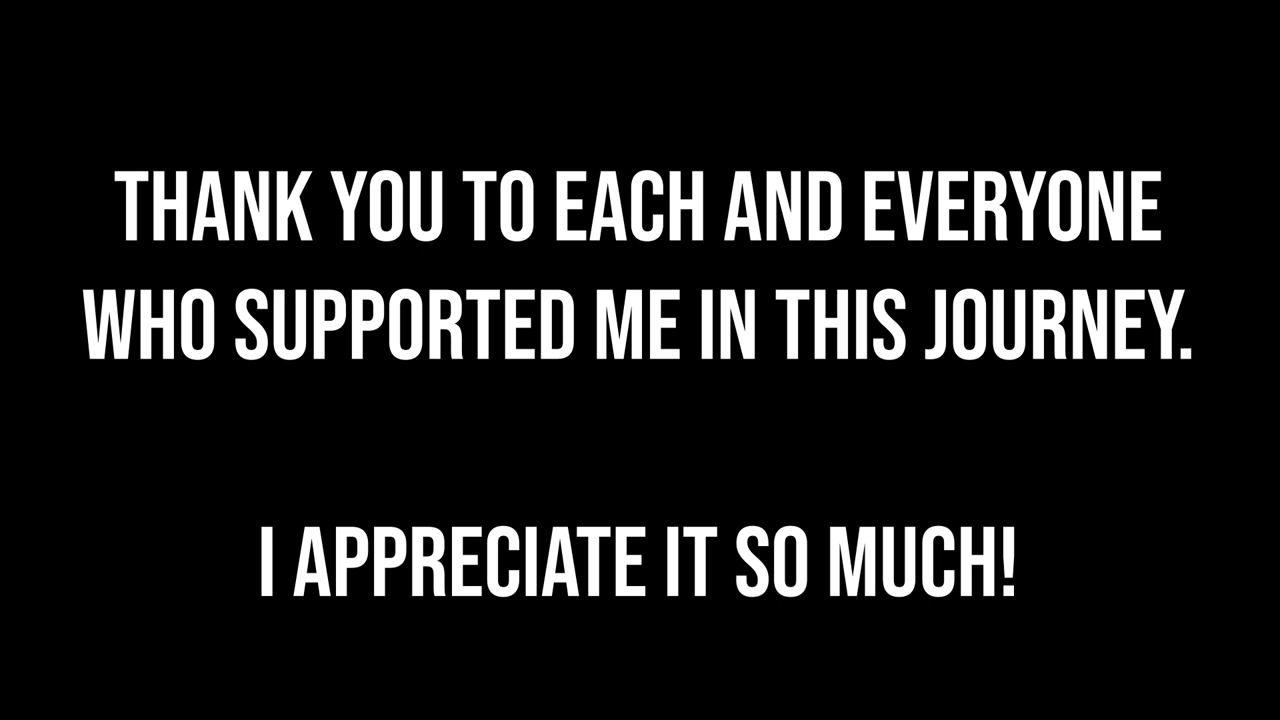 THANK YOU TO EACH AND EVERYONE
WHO SUPPORTED ME IN THIS JOURNEY.
I APPRECIATE IT SO MUCH!